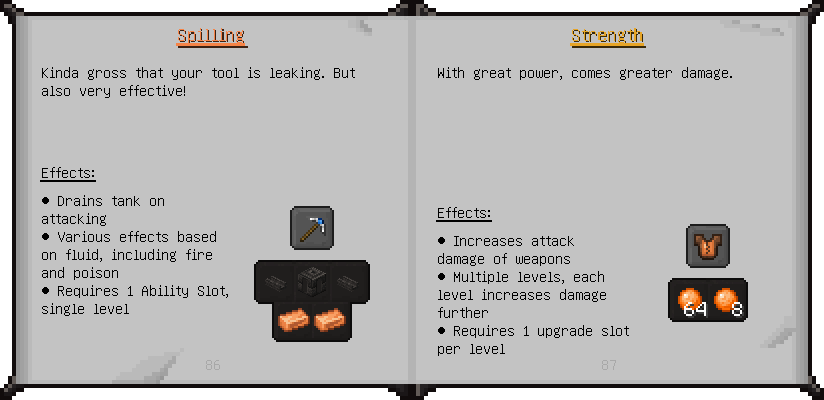 Spilling
Kinda gross that your tool is leaking. But
also very effective!
Effects:
● Drains tank on
attacking
● Various effects based
on fluid, including fire
and poison
● Requires 1 Ability Slot,
single level
86
Strength
With great power, comes greater damage.
Effects:
● Increases attack
damage of weapons
● Multiple levels, each
level increases damage
further
● Requires 1 upgrade slot
per level
64 8
87